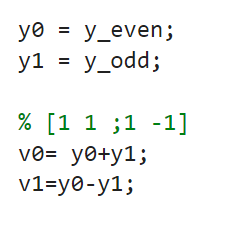 y0 = y_even;
y1 = y_odd;
% [1 1 ;1 -1]
v0= y0+y1;
v1=y0-y1;